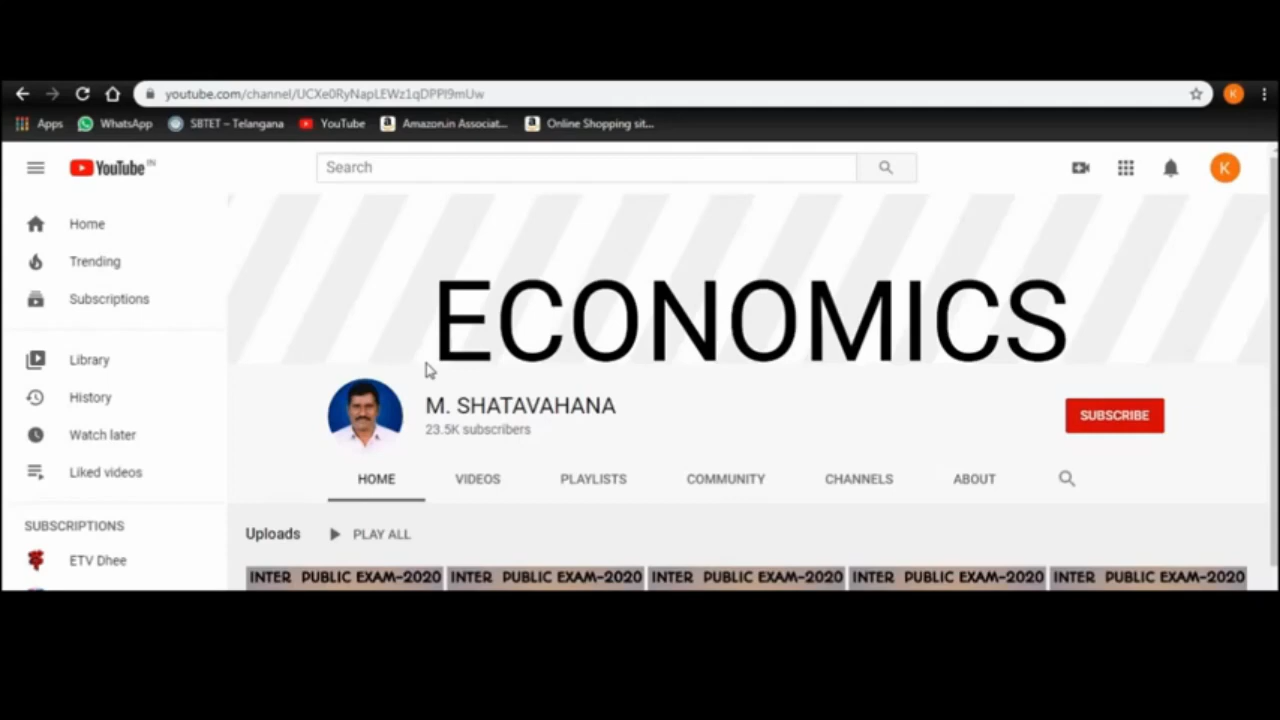 youtube.com/channel/UCXe0RyNapLEWz1qDPPl9mUw K
Apps WhatsApp SBTET – Telangana YouTube Amazon.in Associat... Online Shopping sit...
YouTube IN Search K
Home
Trending
Subscriptions
ECONOMICS
Library
History
Watch later
Liked videos
M. SHATAVAHANA
23.5K subscribers
SUBSCRIBE
HOME VIDEOS PLAYLISTS COMMUNITY CHANNELS ABOUT
SUBSCRIPTIONS
ETV Dhee
Uploads PLAY ALL
INTER PUBLIC EXAM-2020 INTER PUBLIC EXAM-2020 INTER PUBLIC EXAM-2020 INTER PUBLIC EXAM-2020 INTER PUBLIC EXAM-2020